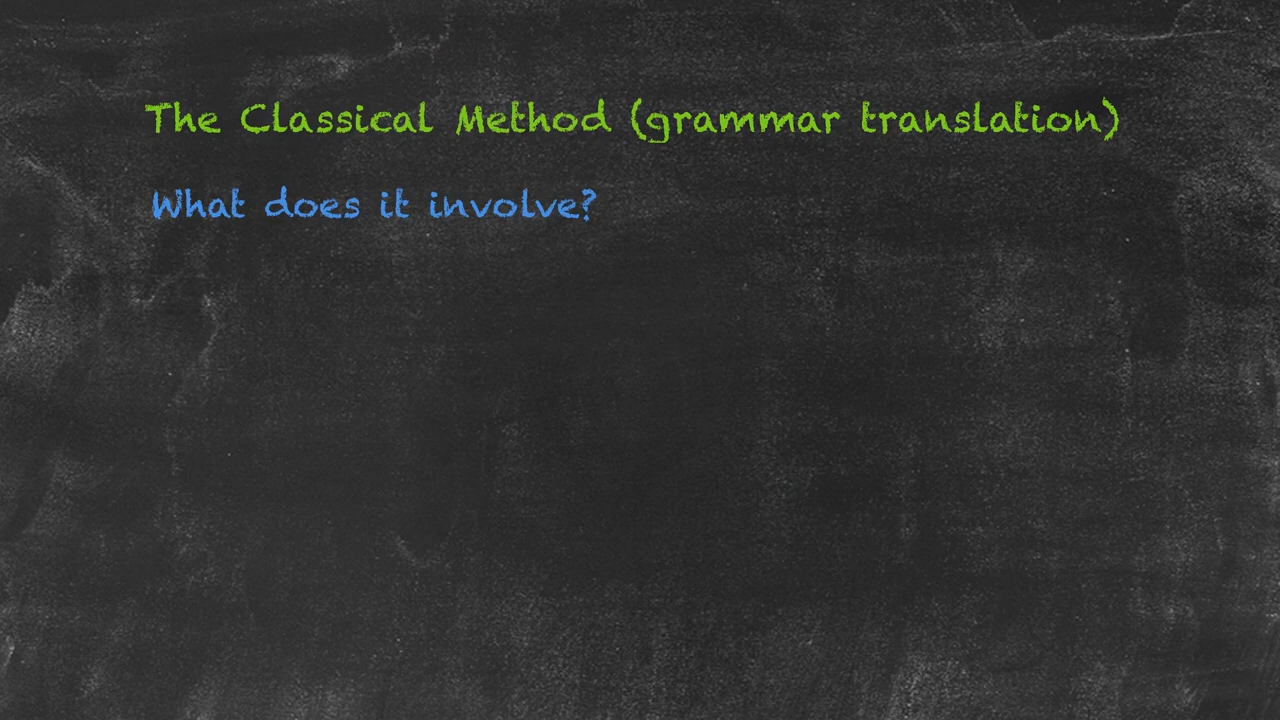 The Classical Method (grammar translation)
What does it involve?